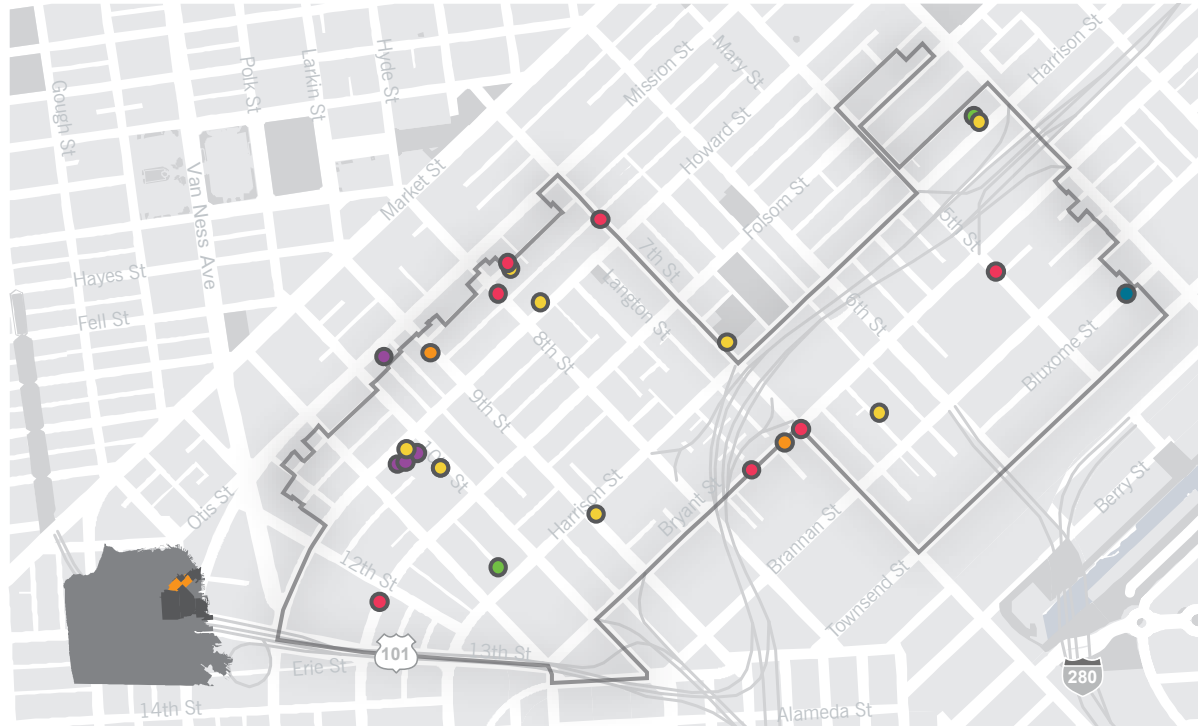 Gough St
Polk St
Larkin St
Hyde St
Mission St
Mary St
Harrison St
Van Ness Ave
Market St
Howard St
Folsom St
5th St
7th St
Langton St
Hayes St
Fell St
6th St
8th St
Bluxome St
9th St
10th St
Otis St
Harrison St
Bryant St
Berry St
Brannan St
12th St
Townsend St
101
13th St
Erie St
280
14th St
Alameda St